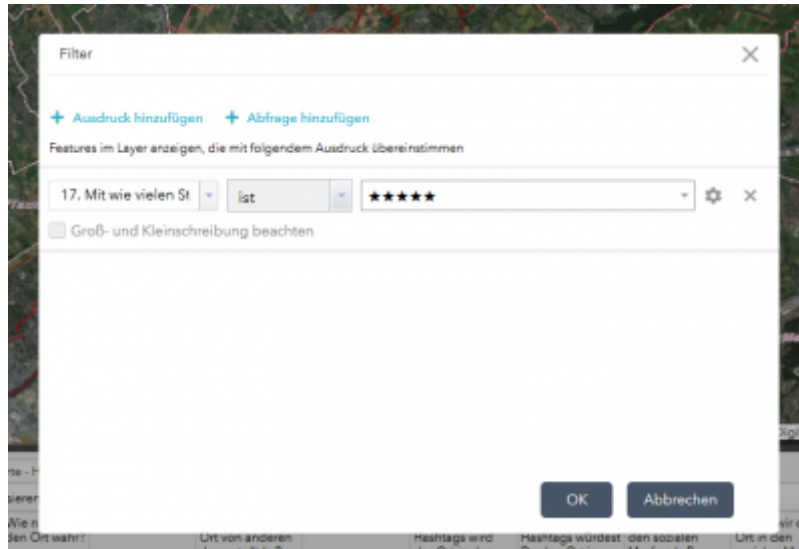 Filter
+ Ausdruck hinzufügen + Abfrage hinzufügen
Features im Layer anzeigen, die mit folgendem Ausdruck übereinstimmen
17. Mit wie vielen St ist ★★★★★
Groß- und Kleinschreibung beachten
OK Abbrechen
den Ort wahr? Ort von anderen Hashtags wird Hashtags würdest den sozialen Ort in den